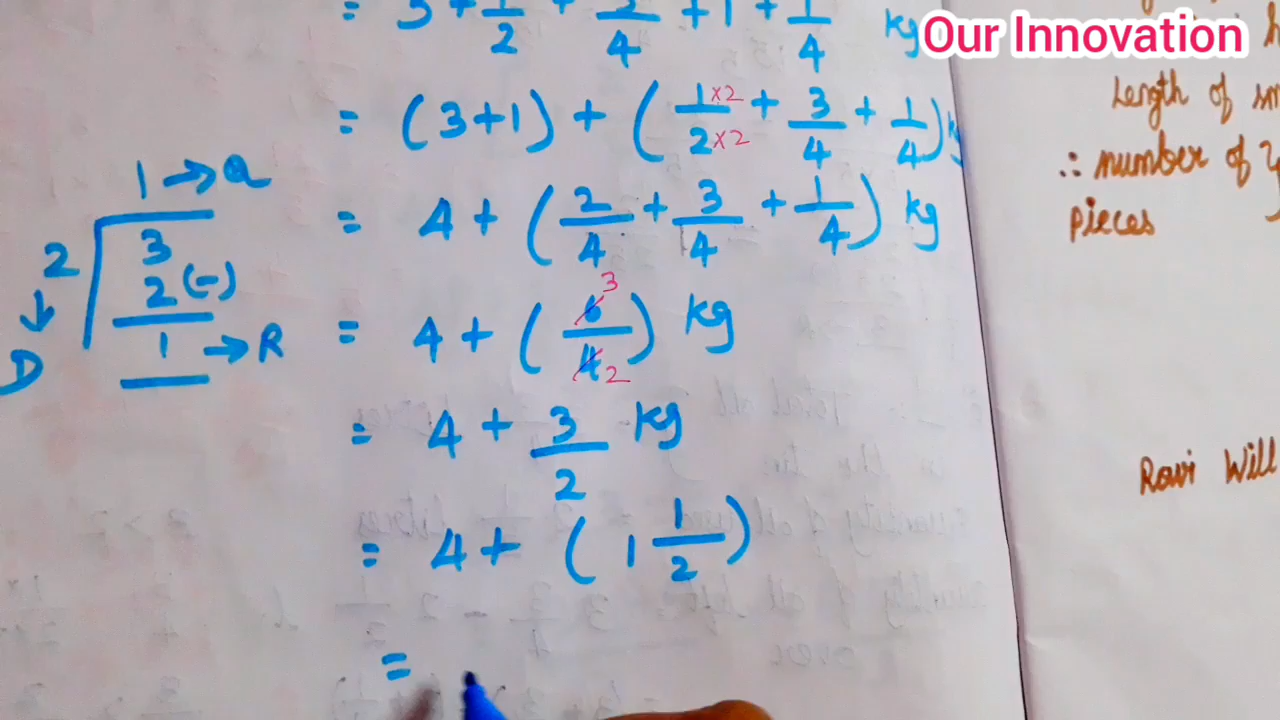 = 3 + 1/2 + 3/4 + 1 + 1/4 kg
Our Innovation
= (3+1) + (1×2/2×2 + 3/4 + 1/4) kg
= 4 + (2/4 + 3/4 + 1/4) kg
= 4 + (6/4) kg
3
2
= 4 + 3/2 kg
= 4 + (1 1/2)
=
1 → Q
2 3
2 (-)
1 → R
↓
D
Length of
∴ number of
Pieces
Ravi Will